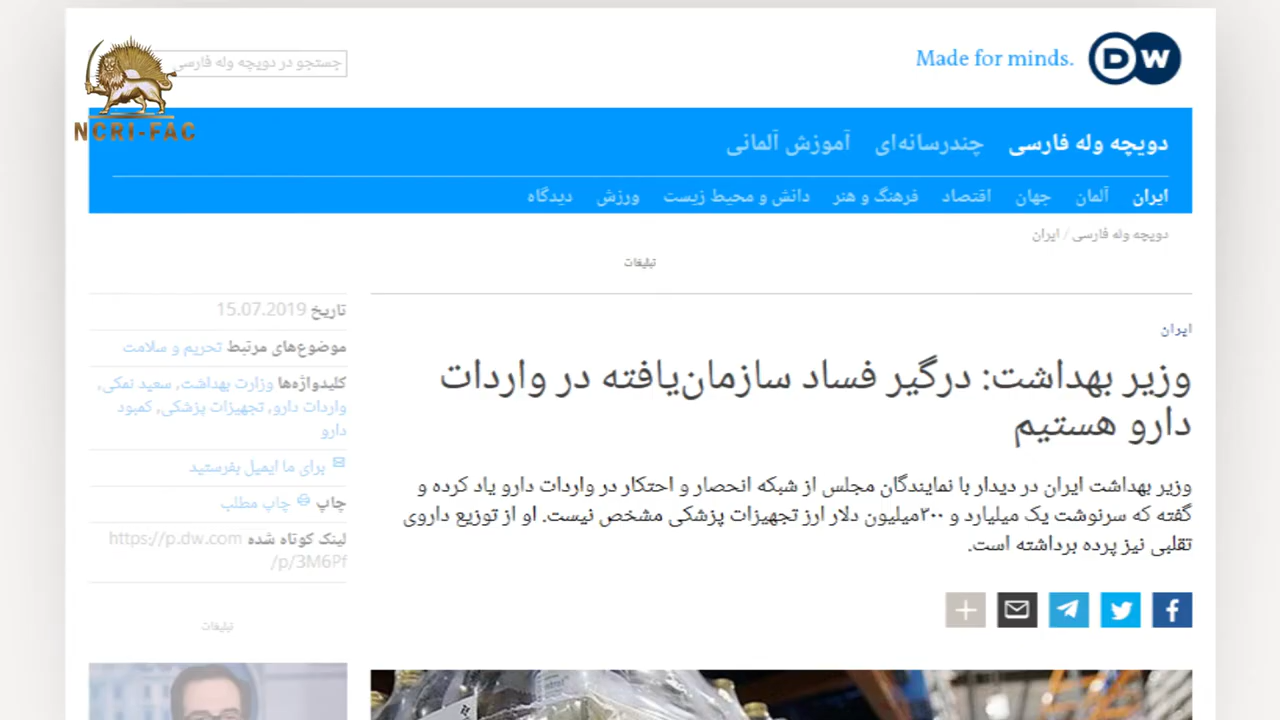 Made for minds. DW
جستجو در دویچه وله فارسی
NCRI-FAC
دویچه وله فارسی چندرسانه‌ای آموزش آلمانی
ایران آلمان جهان اقتصاد فرهنگ و هنر دانش و محیط زیست ورزش دیدگاه
دویچه وله فارسی / ایران
تبلیغات
ایران
وزیر بهداشت: درگیر فساد سازمان‌یافته در واردات
دارو هستیم
وزیر بهداشت ایران در دیدار با نمایندگان مجلس از شبکه انحصار و احتکار در واردات دارو یاد کرده و
گفته که سرنوشت یک میلیارد و ۳۰۰میلیون دلار ارز تجهیزات پزشکی مشخص نیست. او از توزیع داروی
تقلبی نیز پرده برداشته است.
تاریخ 15.07.2019
موضوع‌های مرتبط تحریم و سلامت
کلیدواژه‌ها وزارت بهداشت, سعید نمکی,
واردات دارو, تجهیزات پزشکی, کمبود
دارو
برای ما ایمیل بفرستید
چاپ چاپ مطلب
لینک کوتاه شده https://p.dw.com
/p/3M6Pf
تبلیغات